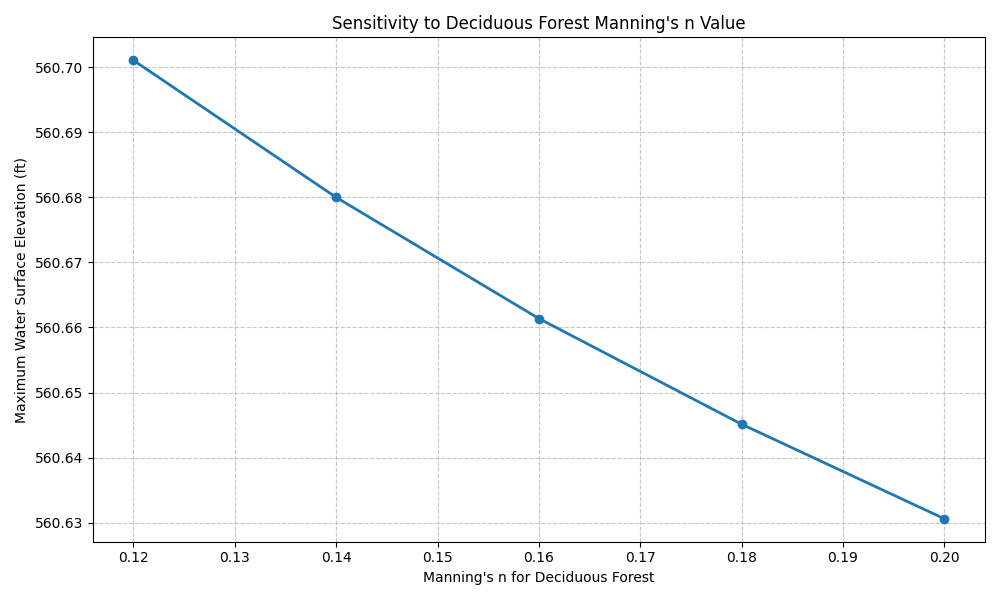 Sensitivity to Deciduous Forest Manning's n Value
Maximum Water Surface Elevation (ft)
560.70
560.69
560.68
560.67
560.66
560.65
560.64
560.63
0.12 0.13 0.14 0.15 0.16 0.17 0.18 0.19 0.20
Manning's n for Deciduous Forest